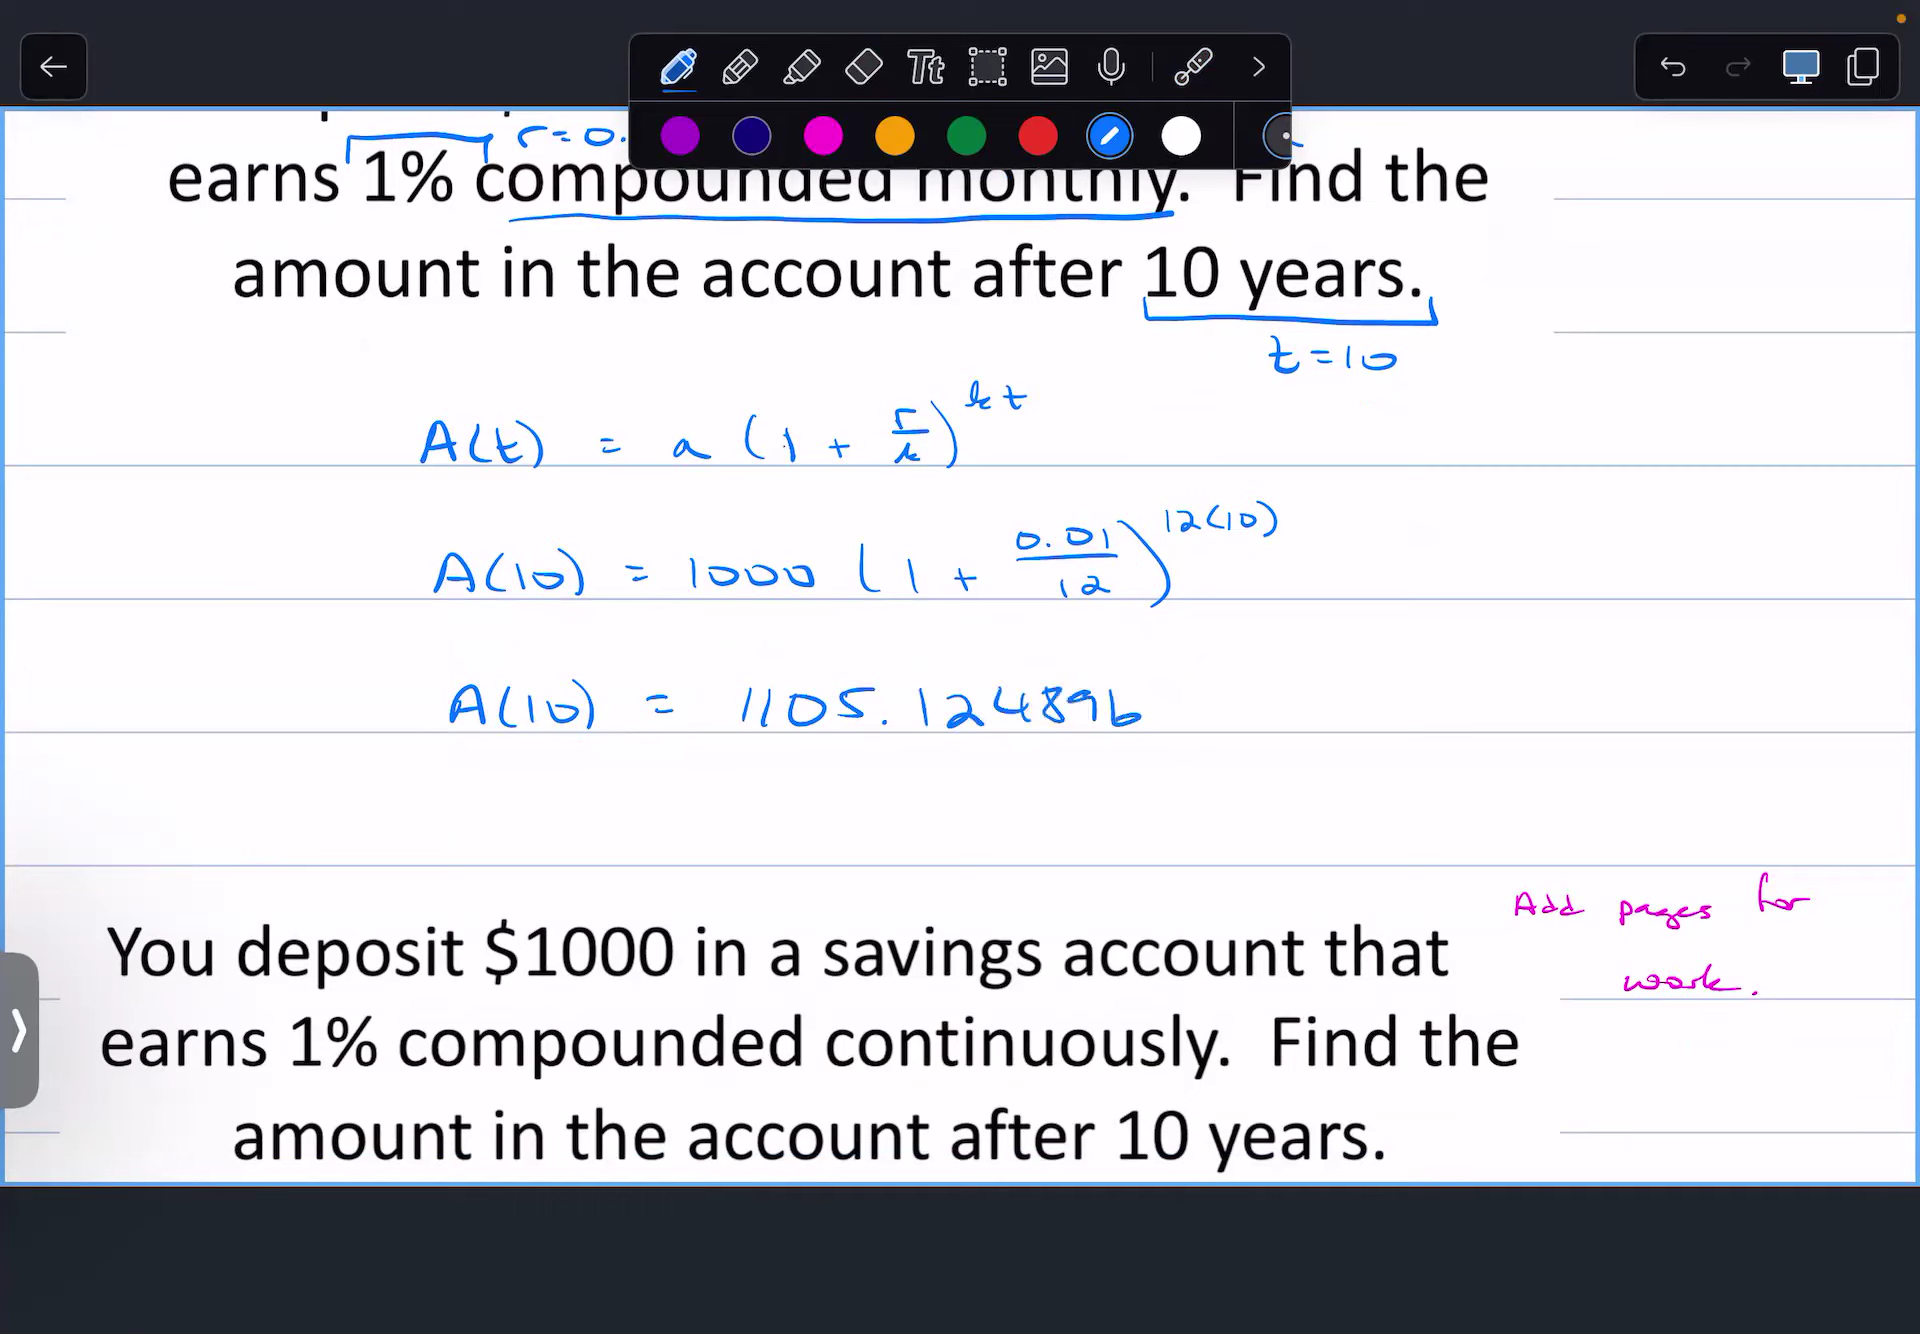 Tt
r = 0.
earns 1% compounded monthly. Find the
amount in the account after 10 years.
t = 10
A(t) = a (1 + r/k)^kt
A(10) = 1000 (1 + 0.01/12)^12(10)
A(10) = 1105.124896
Add pages for
work.
You deposit $1000 in a savings account that
earns 1% compounded continuously. Find the
amount in the account after 10 years.